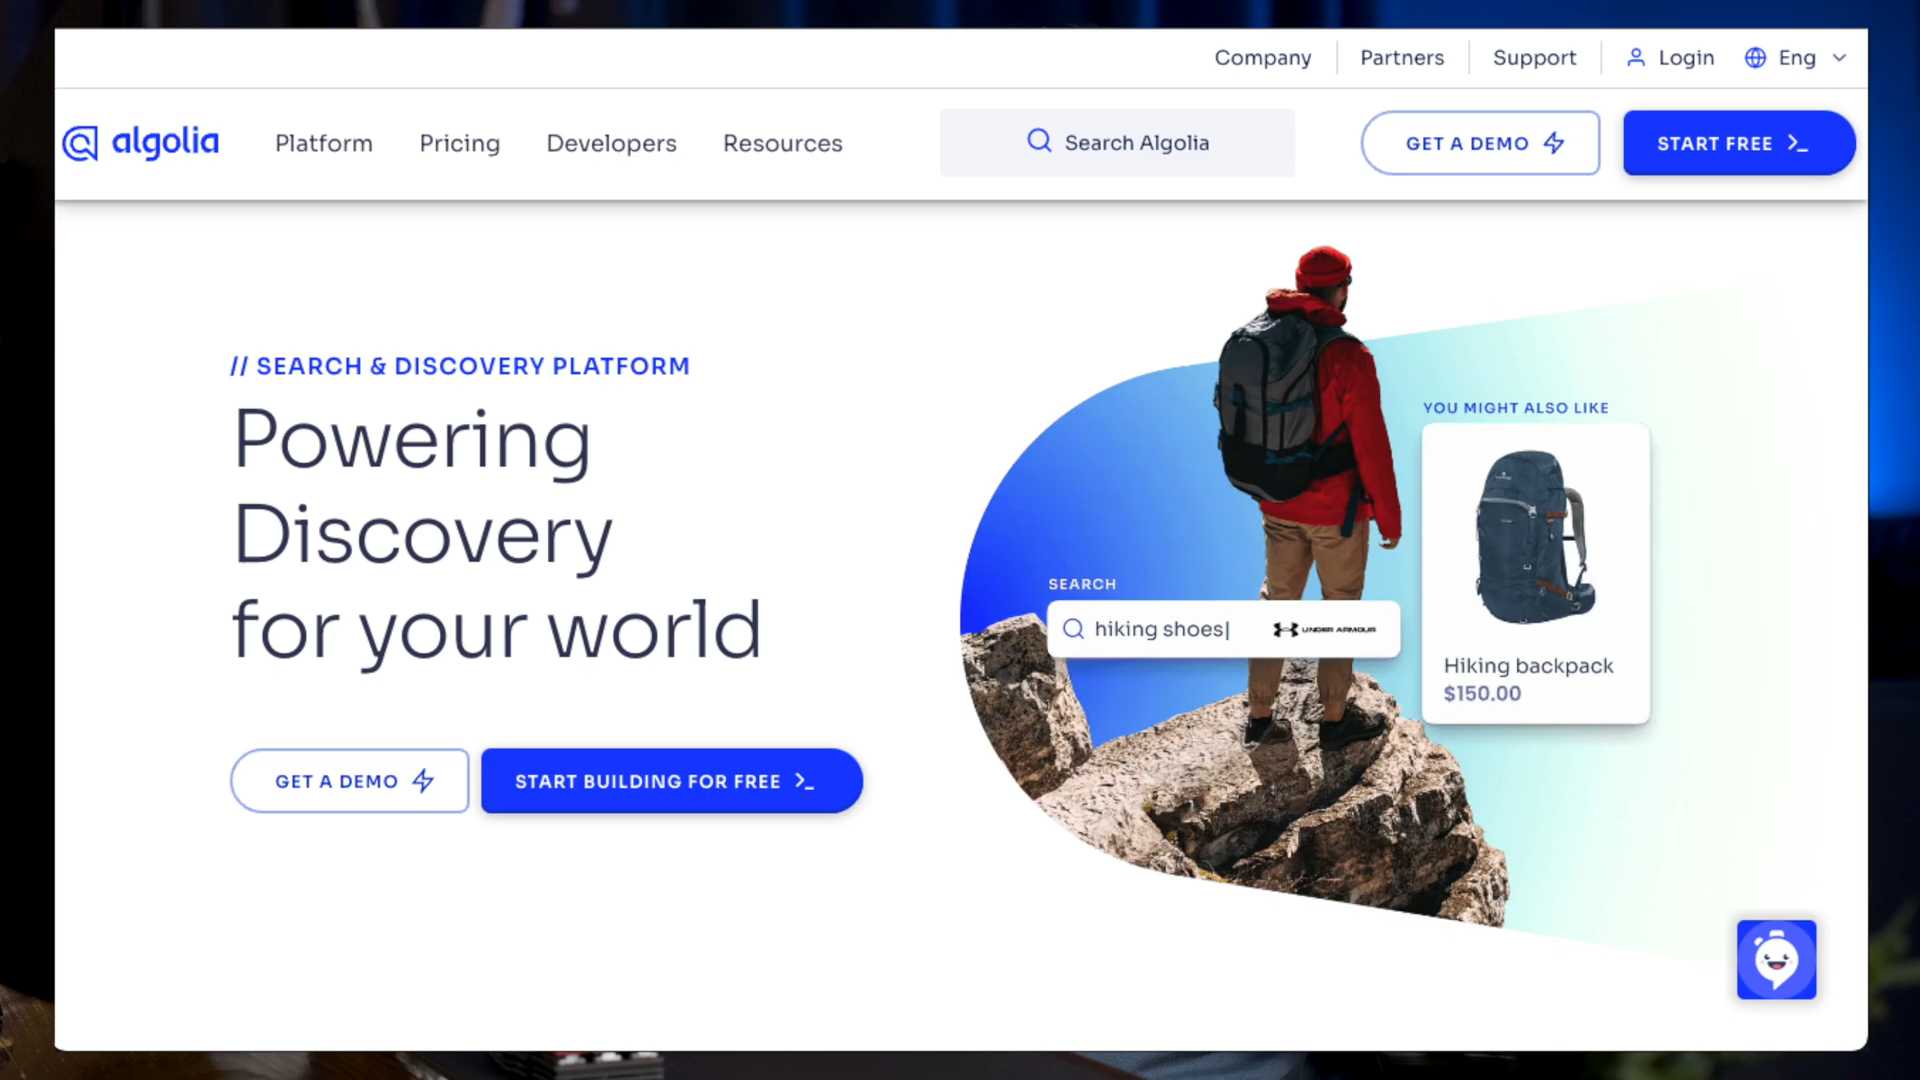 Company
Partners
Support
Login
Eng
algolia
Platform
Pricing
Developers
Resources
Search Algolia
GET A DEMO
START FREE
// SEARCH & DISCOVERY PLATFORM
Powering
Discovery
for your world
GET A DEMO
START BUILDING FOR FREE
SEARCH
hiking shoes|
UNDER ARMOUR
YOU MIGHT ALSO LIKE
Hiking backpack
$150.00